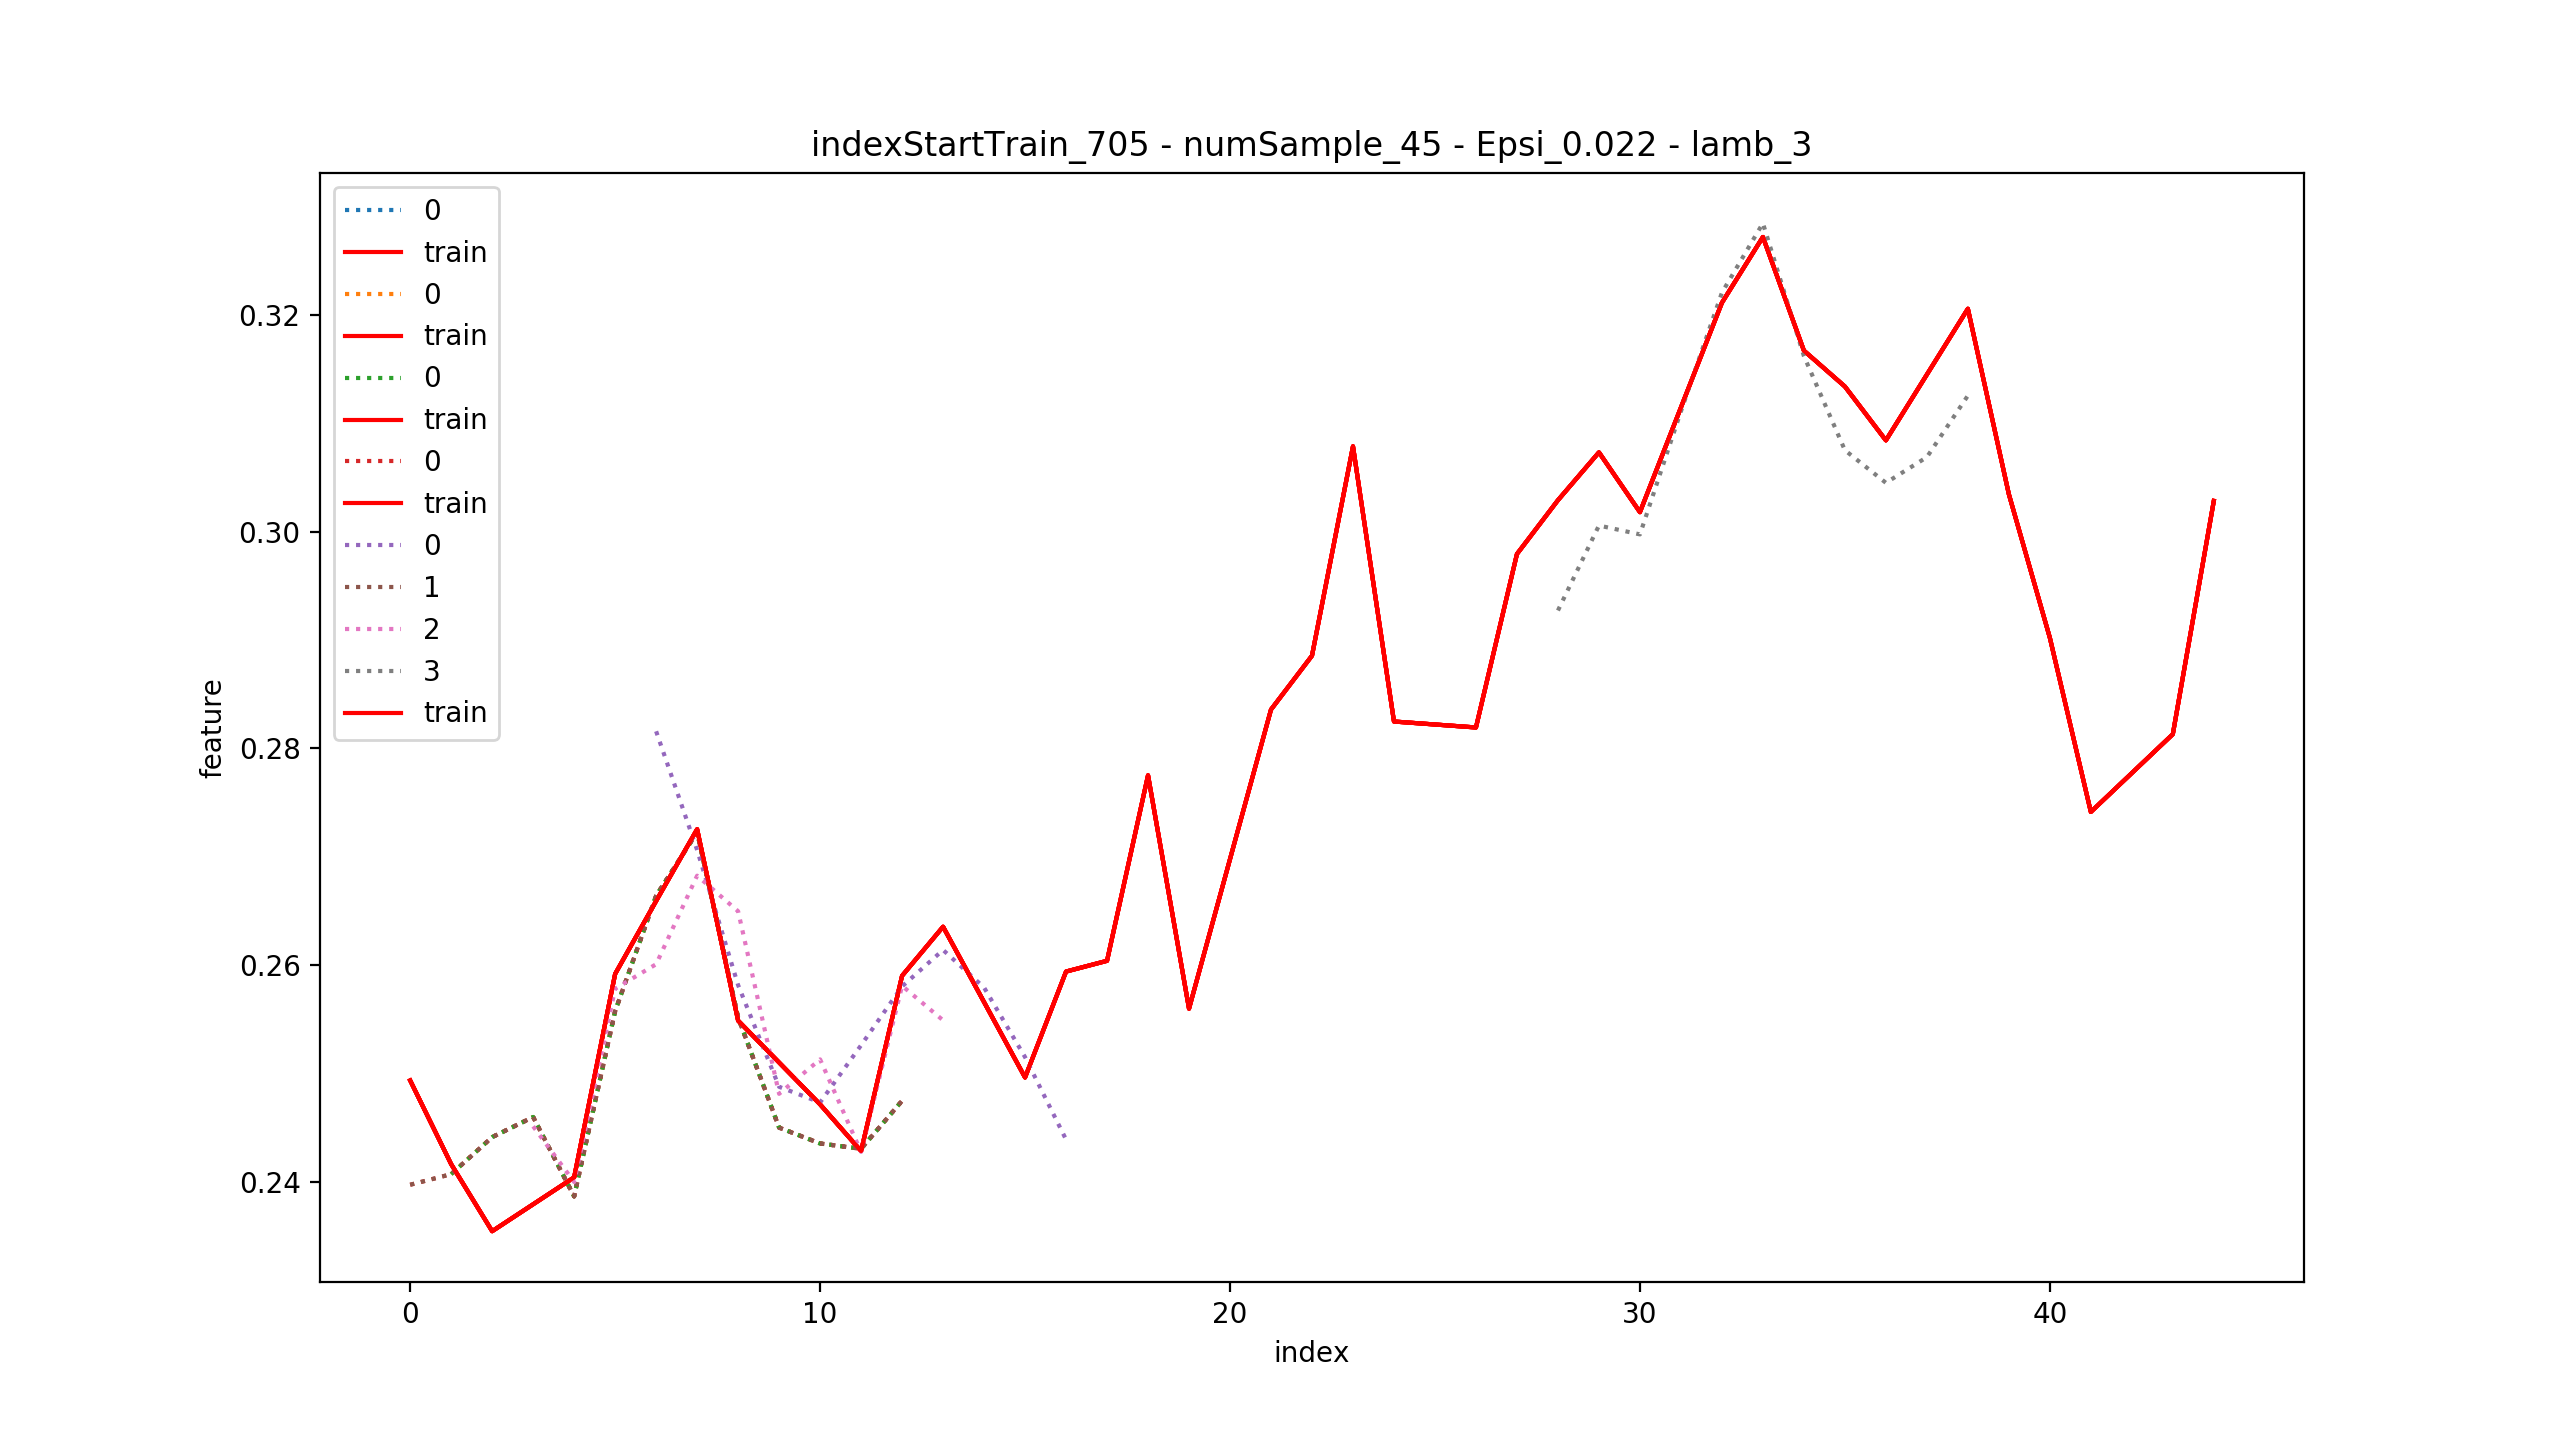 indexStartTrain_705 - numSample_45 - Epsi_0.022 - lamb_3
0
train
0
train
0
train
0
train
0
1
2
3
train
0.32
0.30
0.28
0.26
0.24
feature
0
10
20
30
40
index